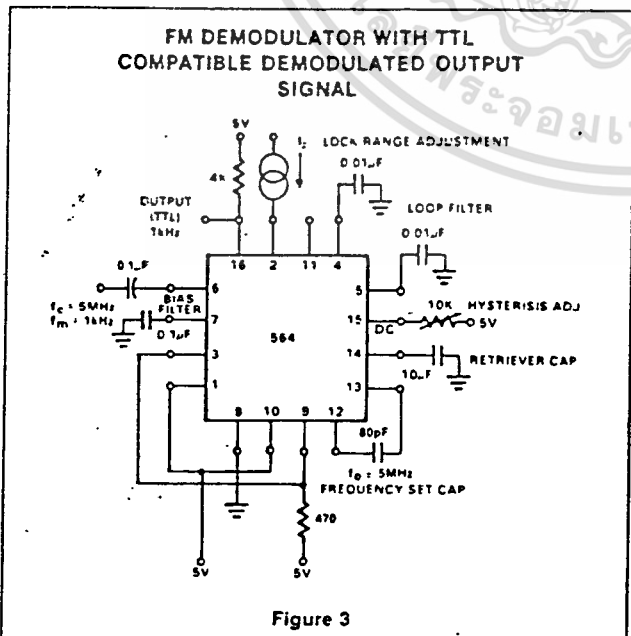 FM DEMODULATOR WITH TTL
COMPATIBLE DEMODULATED OUTPUT
SIGNAL
5V
LOCK RANGE ADJUSTMENT
0.01µF
4k
OUTPUT
(TTL)
1kHz
LOOP FILTER
0.01µF
16 2 11 4
0.1µF
6
BIAS
FILTER
fc = 5MHz
fm = 1kHz
7
0.1µF
3
1
564
5
15
DC
10K
HYSTERISIS ADJ
5V
14
RETRIEVER CAP
10µF
13
8 10 9 12
80pF
fo = 5MHz
FREQUENCY SET CAP
470
5V
5V
Figure 3